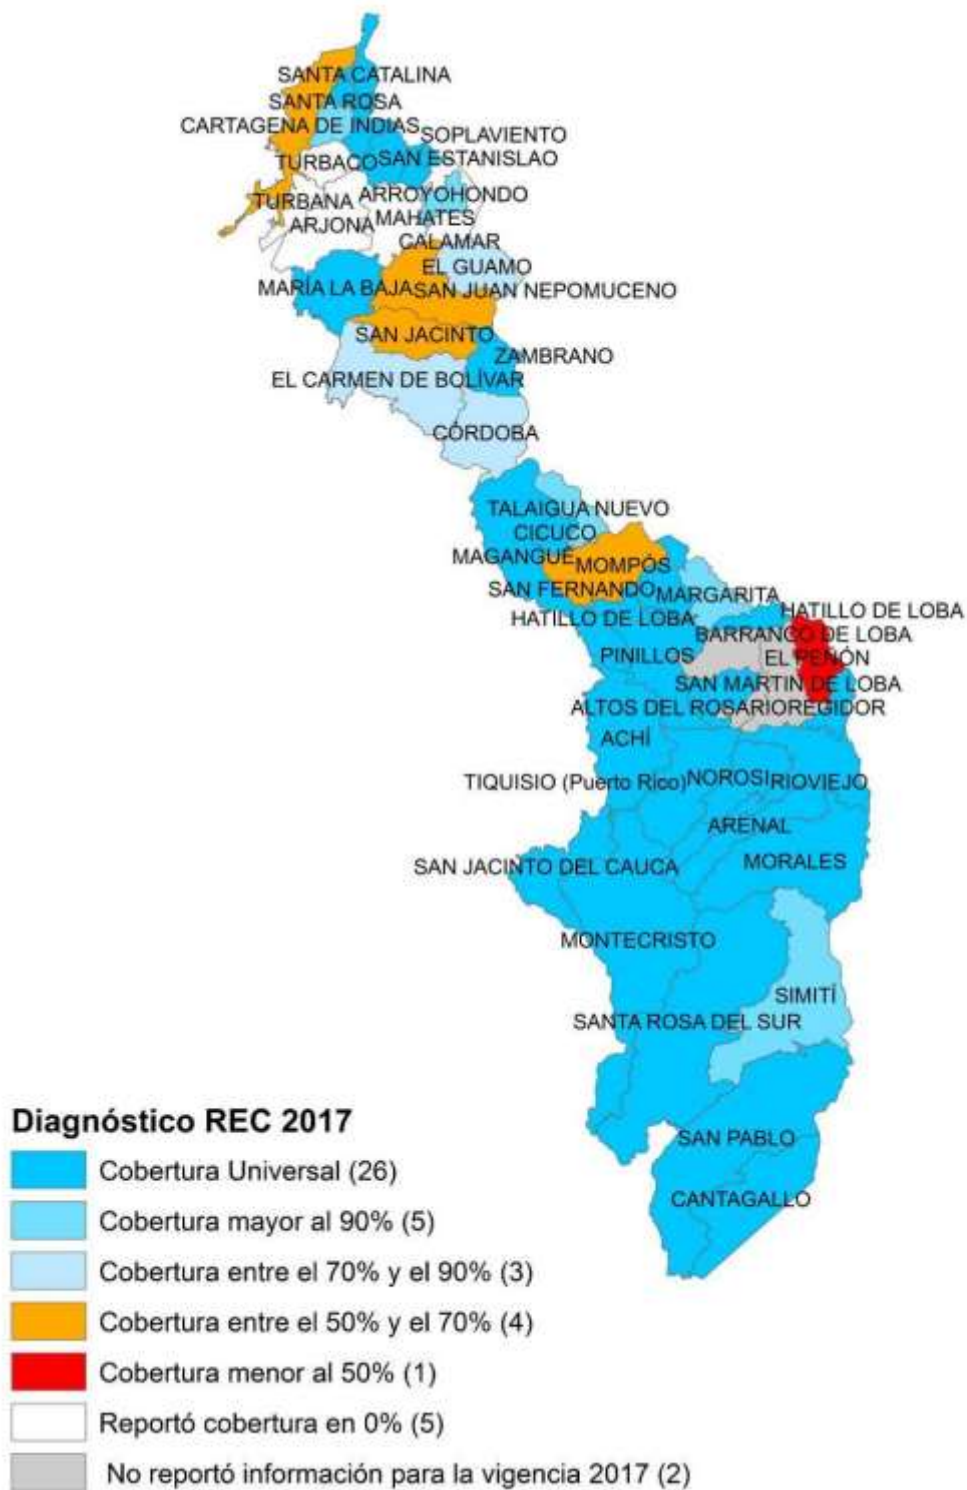 SANTA CATALINA
SANTA ROSA
CARTAGENA DE INDIAS
SOPLAVIENTO
TURBACO
SAN ESTANISLAO
TURBANA
ARROYOHONDO
ARJONA
MAHATES
CALAMAR
EL GUAMO
MARÍA LA BAJA
SAN JUAN NEPOMUCENO
SAN JACINTO
ZAMBRANO
EL CARMEN DE BOLÍVAR
CÓRDOBA
TALAIGUA NUEVO
CICUCO
MAGANGUÉ
MOMPÓS
SAN FERNANDO
MARGARITA
HATILLO DE LOBA
HATILLO DE LOBA
BARRANCO DE LOBA
PINILLOS
EL PEÑÓN
SAN MARTIN DE LOBA
ALTOS DEL ROSARIO
REGIDOR
ACHÍ
TIQUISIO (Puerto Rico)
NOROSI
RIOVIEJO
ARENAL
SAN JACINTO DEL CAUCA
MORALES
MONTECRISTO
SIMITÍ
SANTA ROSA DEL SUR
SAN PABLO
CANTAGALLO
Diagnóstico REC 2017
Cobertura Universal (26)
Cobertura mayor al 90% (5)
Cobertura entre el 70% y el 90% (3)
Cobertura entre el 50% y el 70% (4)
Cobertura menor al 50% (1)
Reportó cobertura en 0% (5)
No reportó información para la vigencia 2017 (2)